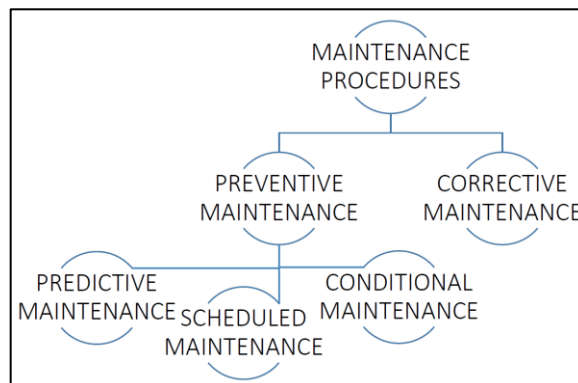 MAINTENANCE
PROCEDURES
PREVENTIVE
MAINTENANCE
CORRECTIVE
MAINTENANCE
PREDICTIVE
MAINTENANCE
SCHEDULED
MAINTENANCE
CONDITIONAL
MAINTENANCE